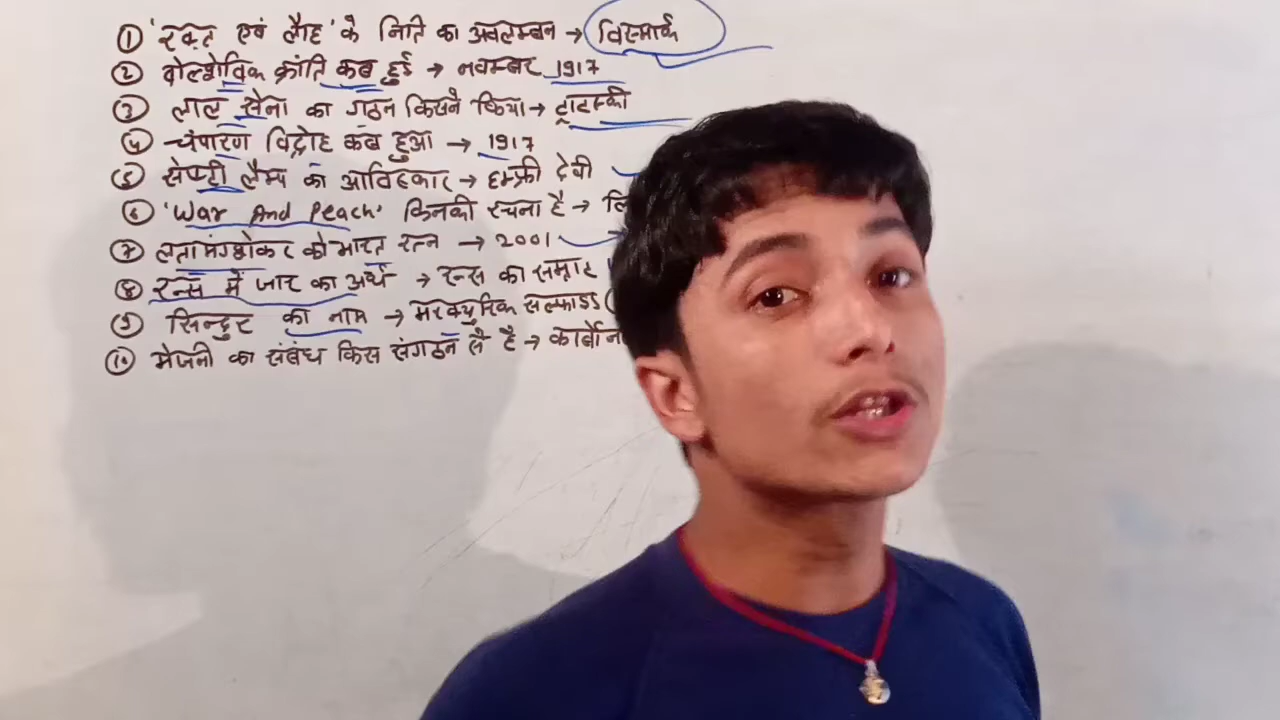 ① 'रक्त एवं लौह' के निति का अवलम्बन → विस्मार्क
② बोल्शेविक क्रांति कब हुई → नवम्बर 1917
③ लाल सेना का गठन किसने किया → ट्राटस्की
④ चंपारण विद्रोह कब हुआ → 1917
⑤ सेफ्टी लैम्प का आविष्कार → हम्फ्री देवी
⑥ 'War And Peach' किनकी रचना है →
⑦ लता मंगेशकर को भारत रत्न → 2001
⑧ रूस में जार का अर्थ → रूस का सम्राट
⑨ सिन्दुर का नाम → मरक्युरिक सल्फाइड
⑩ मेजनी का संबंध किस संगठन से है →